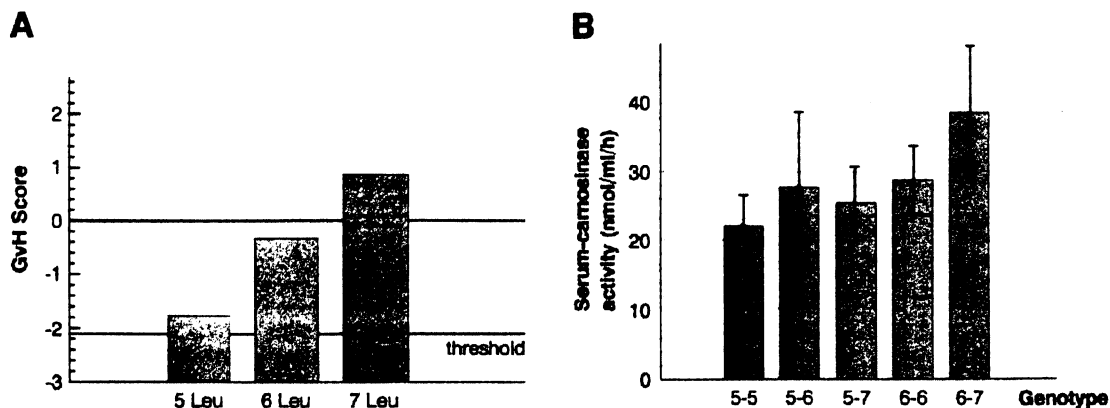 A
GvH Score
2
1
0
-1
-2
-3
threshold
5 Leu 6 Leu 7 Leu
B
Serum-carnosinase
activity (nmol/ml/h)
40
30
20
10
0
5-5 5-6 5-7 6-6 6-7 Genotype